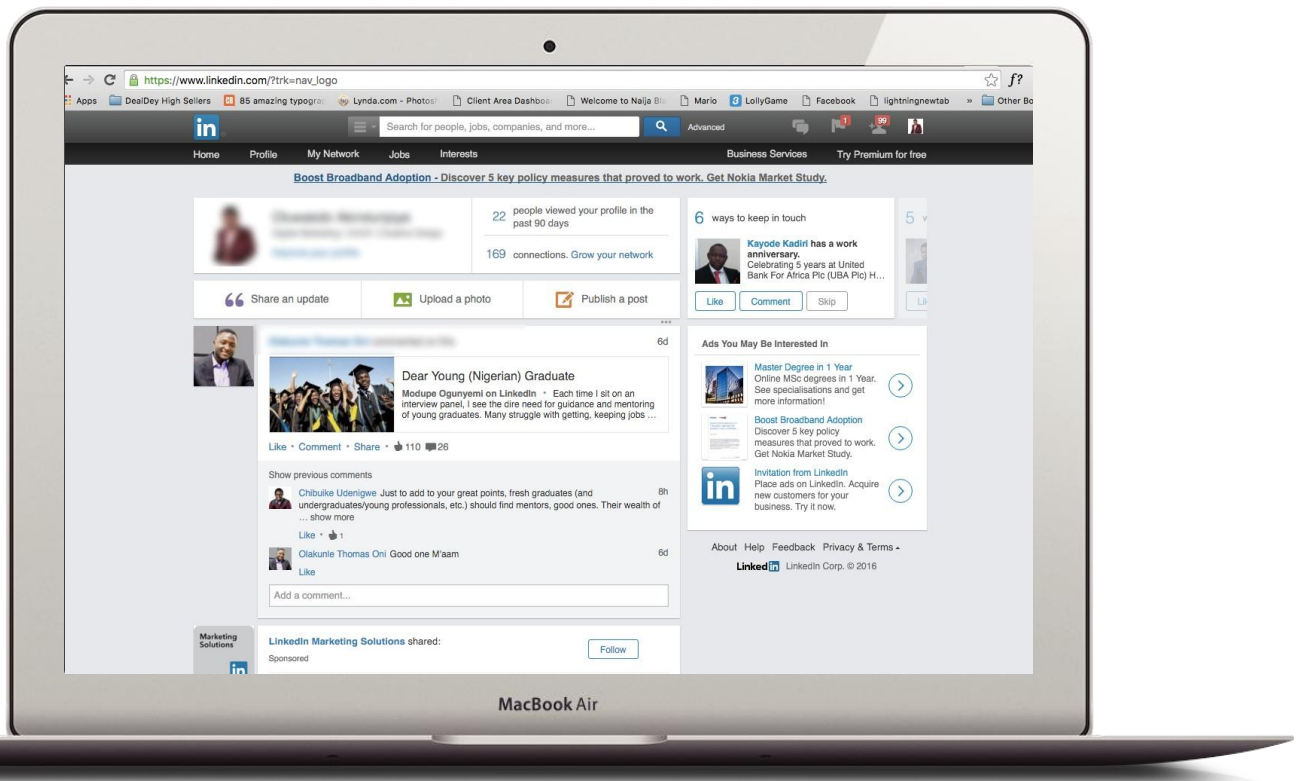 https://www.linkedin.com/?trk=nav_logo
f?
Apps DealDey High Sellers 85 amazing typogra Lynda.com - Photos Client Area Dashboa Welcome to Naija Bl Mario LollyGame Facebook lightningnewtab » Other Bo
in Search for people, jobs, companies, and more... Advanced 1 99
Home Profile My Network Jobs Interests Business Services Try Premium for free
Boost Broadband Adoption - Discover 5 key policy measures that proved to work. Get Nokia Market Study.
22 people viewed your profile in the
past 90 days
169 connections. Grow your network
Share an update Upload a photo Publish a post
6 ways to keep in touch
5
Kayode Kadiri has a work
anniversary.
Celebrating 5 years at United
Bank For Africa Plc (UBA Plc) H...
Like Comment Skip
6d
Dear Young (Nigerian) Graduate
Modupe Ogunyemi on LinkedIn • Each time I sit on an
interview panel, I see the dire need for guidance and mentoring
of young graduates. Many struggle with getting, keeping jobs ...
Like • Comment • Share • 110 26
Show previous comments
Chibuike Udenigwe Just to add to your great points, fresh graduates (and 8h
undergraduates/young professionals, etc.) should find mentors, good ones. Their wealth of
... show more
Like • 1
Olakunle Thomas Oni Good one M'aam 6d
Like
Add a comment...
Ads You May Be Interested In
Master Degree in 1 Year
Online MSc degrees in 1 Year.
See specialisations and get
more information!
Boost Broadband Adoption
Discover 5 key policy
measures that proved to work.
Get Nokia Market Study.
in
Invitation from LinkedIn
Place ads on LinkedIn. Acquire
new customers for your
business. Try it now.
About Help Feedback Privacy & Terms
Linked in LinkedIn Corp. © 2016
Marketing
Solutions
in
LinkedIn Marketing Solutions shared:
Sponsored
Follow
MacBook Air